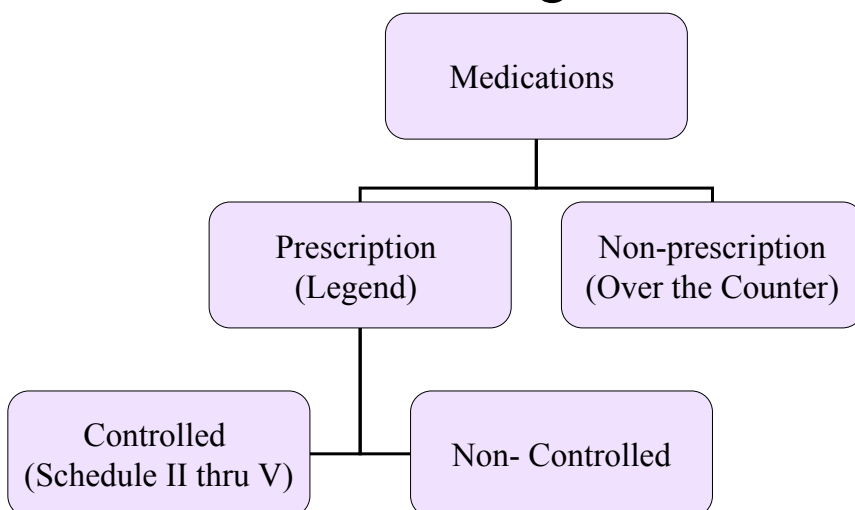 Medications
Prescription
(Legend)
Non-prescription
(Over the Counter)
Controlled
(Schedule II thru V)
Non- Controlled